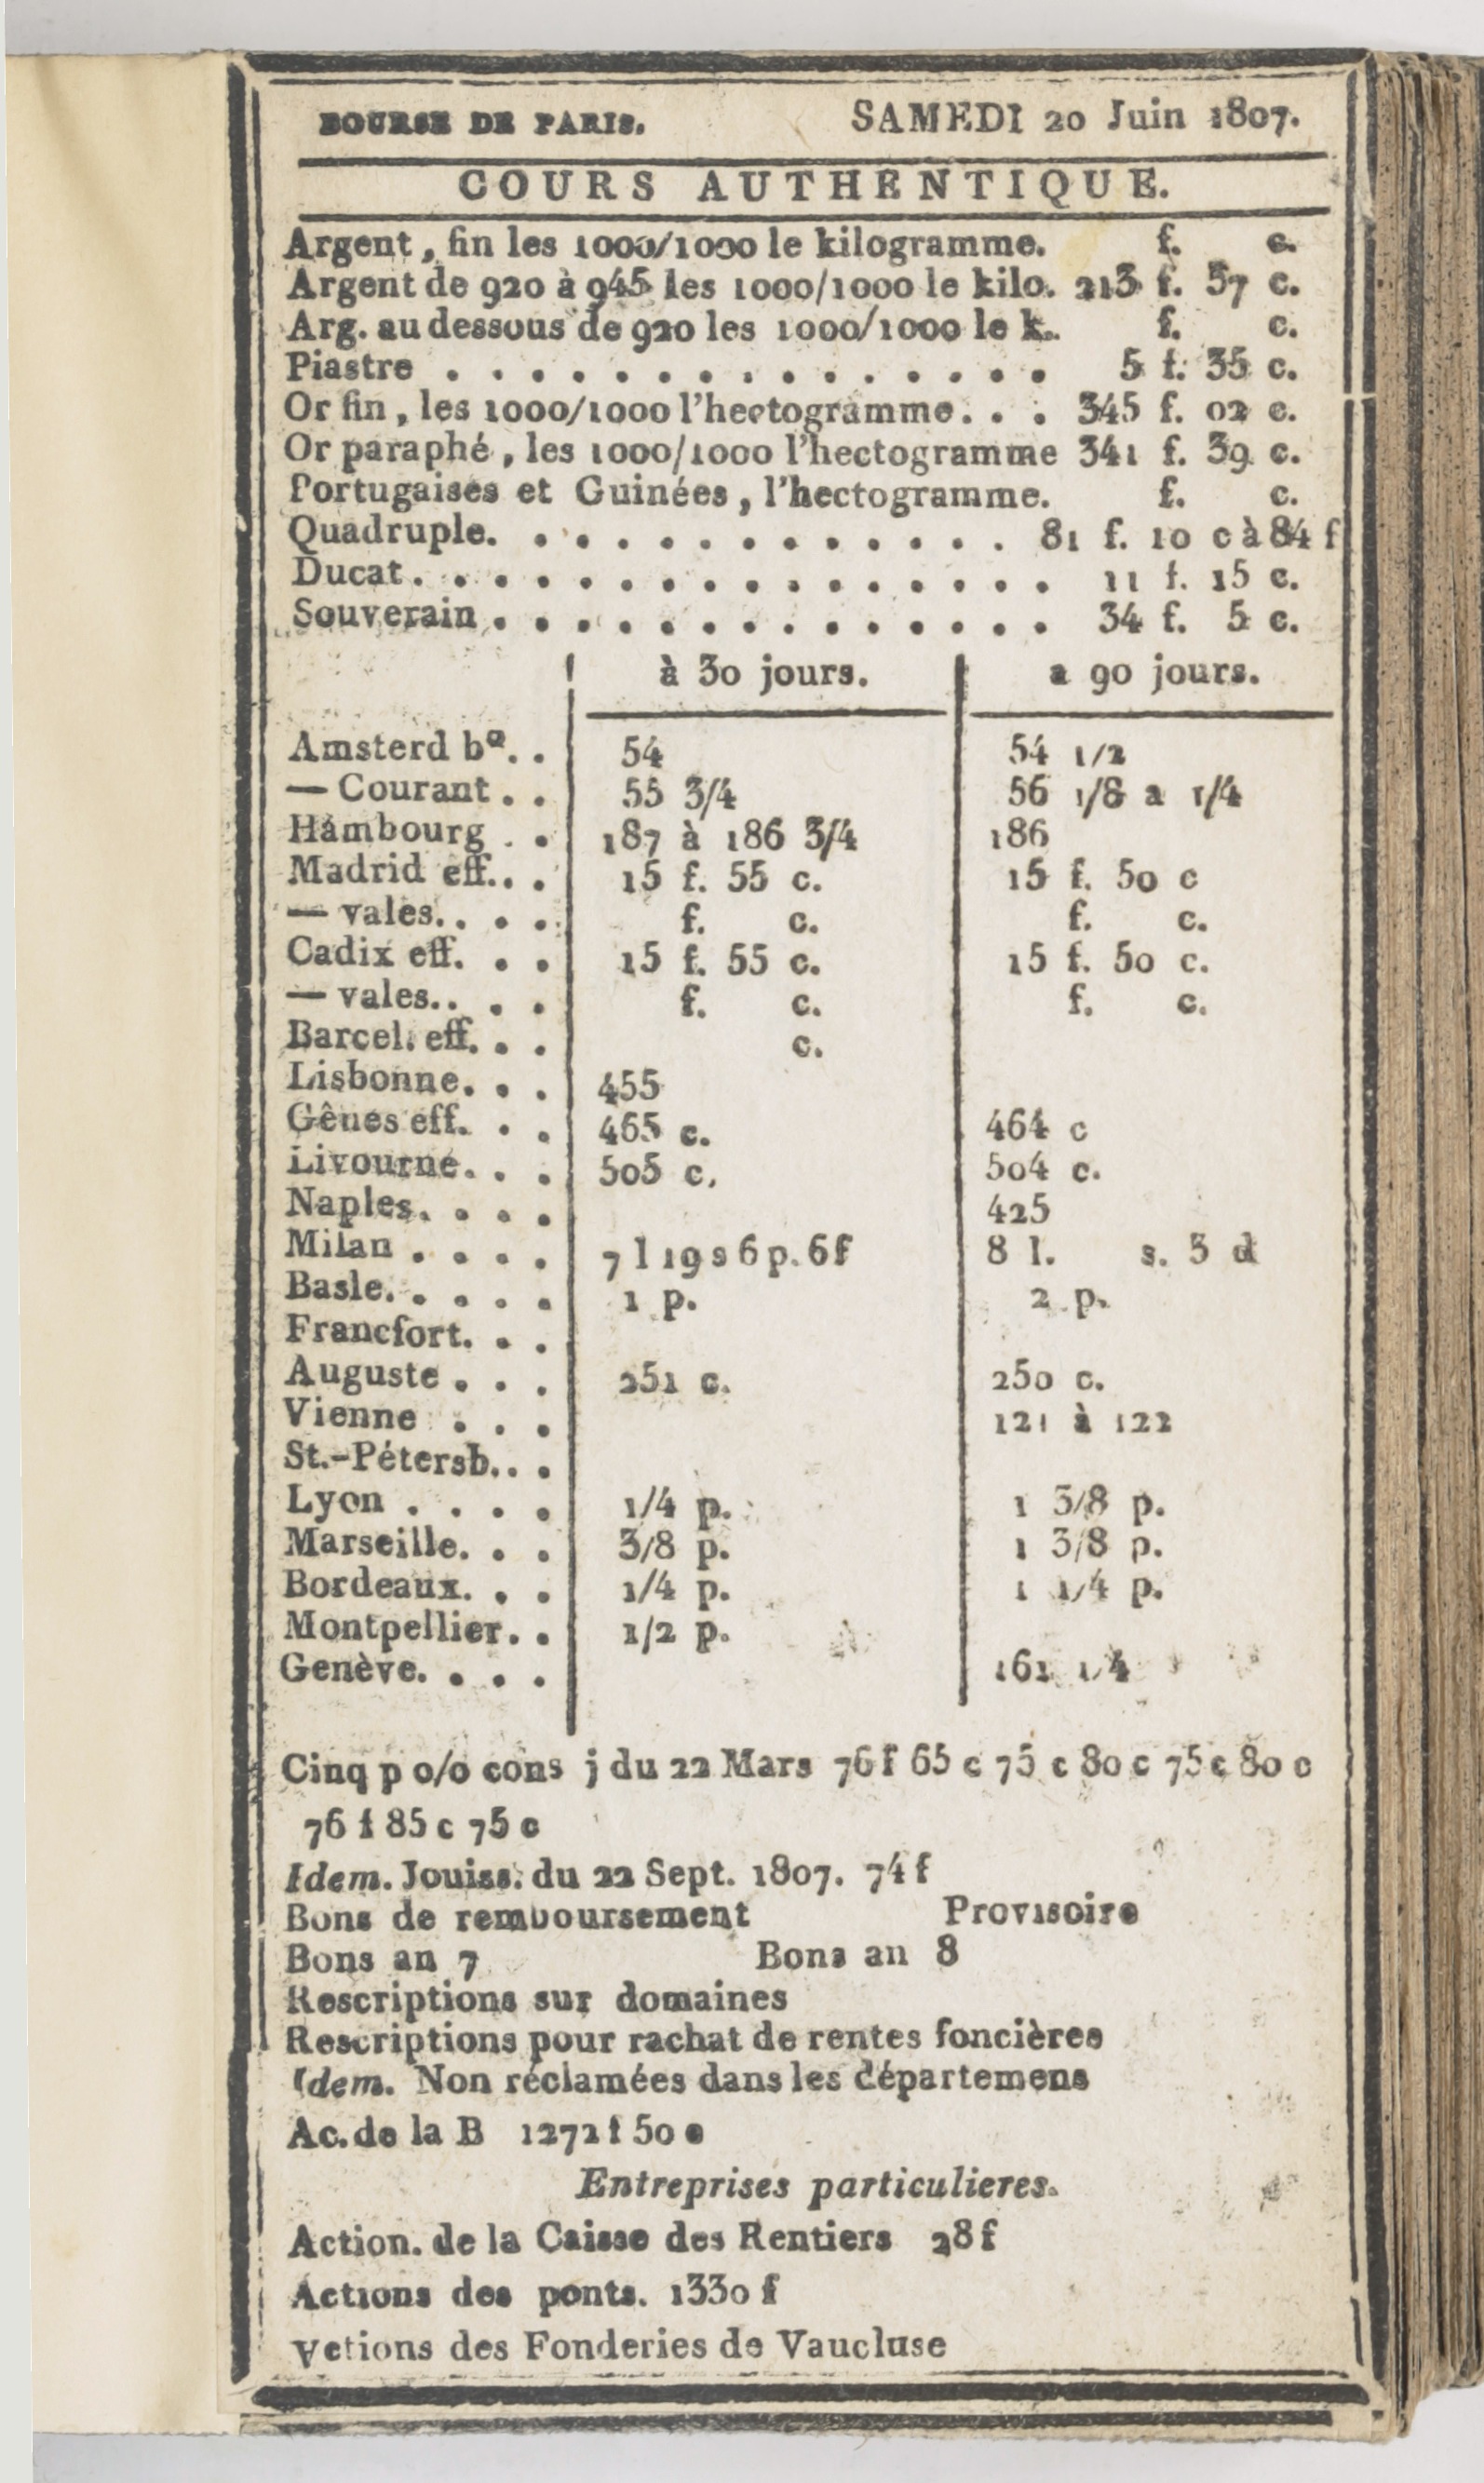 BOURSE DE PARIS. SAMEDI 20 Juin 1807.
COURS AUTHENTIQUE.
Argent, fin les 1000/1000 le kilogramme. f. c.
Argent de 920 à 945 les 1000/1000 le kilo. 213 f. 57 c.
Arg. au dessous de 920 les 1000/1000 le k. f. c.
Piastre . . . . . . . . . . . . . . . 5 f. 35 c.
Or fin, les 1000/1000 l'hectogramme. . . 345 f. 02 c.
Or paraphé, les 1000/1000 l'hectogramme 341 f. 39 c.
Portugaises et Guinées, l'hectogramme. f. c.
Quadruple. . . . . . . . . . . . . 81 f. 10 c à 84 f
Ducat. . . . . . . . . . . . . . . . 11 f. 15 c.
Souverain . . . . . . . . . . . . . . 34 f. 5 c.
à 30 jours. a 90 jours.
Amsterd bº. . 54 54 1/2
— Courant . . 55 3/4 56 1/8 a 1/4
Hambourg . . 187 à 186 3/4 186
Madrid eff. . . 15 f. 55 c. 15 f. 50 c
— vales. . . . f. c. f. c.
Cadix eff. . . 15 f. 55 c. 15 f. 50 c.
— vales. . . . f. c. f. c.
Barcel. eff. . . c.
Lisbonne. . . 455
Gênes eff. . . 465 c. 464 c
Livourne. . . 505 c. 504 c.
Naples. . . . 425
Milan . . . . 7 l 19 s 6 p. 6 f 8 l. s. 3 d
Basle. . . . . 1 p. 2 p.
Francfort. . .
Auguste . . . 251 c. 250 c.
Vienne . . . 121 à 122
St.-Pétersb. . .
Lyon . . . . 1/4 p. 1 3/8 p.
Marseille. . . 3/8 p. 1 3/8 p.
Bordeaux. . . 1/4 p. 1 1/4 p.
Montpellier. . 1/2 p.
Genève. . . . 161 1/4
Cinq p o/o cons j du 22 Mars 76 f 65 c 75 c 80 c 75 c 80 c
76 f 85 c 75 c
Idem. Jouiss. du 22 Sept. 1807. 74 f
Bons de remboursement Provisoire
Bons an 7 Bons an 8
Rescriptions sur domaines
Rescriptions pour rachat de rentes foncières
Idem. Non réclamées dans les départemens
Ac. de la B 1272 f 50 c
Entreprises particulieres.
Action. de la Caisse des Rentiers 28 f
Actions des ponts. 1330 f
Actions des Fonderies de Vaucluse